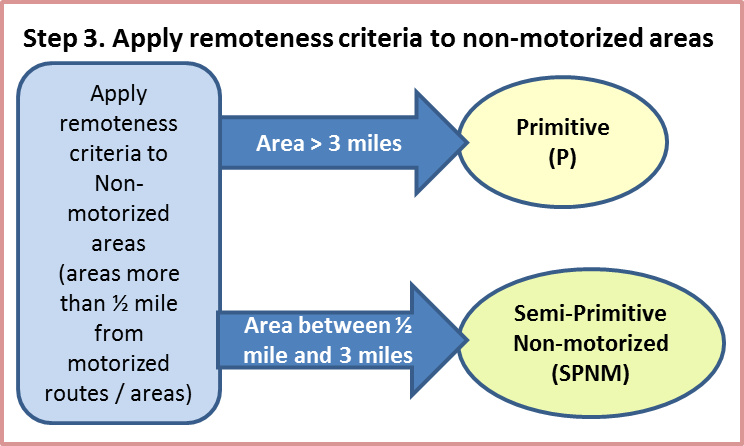 Step 3. Apply remoteness criteria to non-motorized areas
Apply
remoteness
criteria to
Non-
motorized
areas
(areas more
than ½ mile
from
motorized
routes / areas)
Area > 3 miles
Primitive
(P)
Area between ½
mile and 3 miles
Semi-Primitive
Non-motorized
(SPNM)